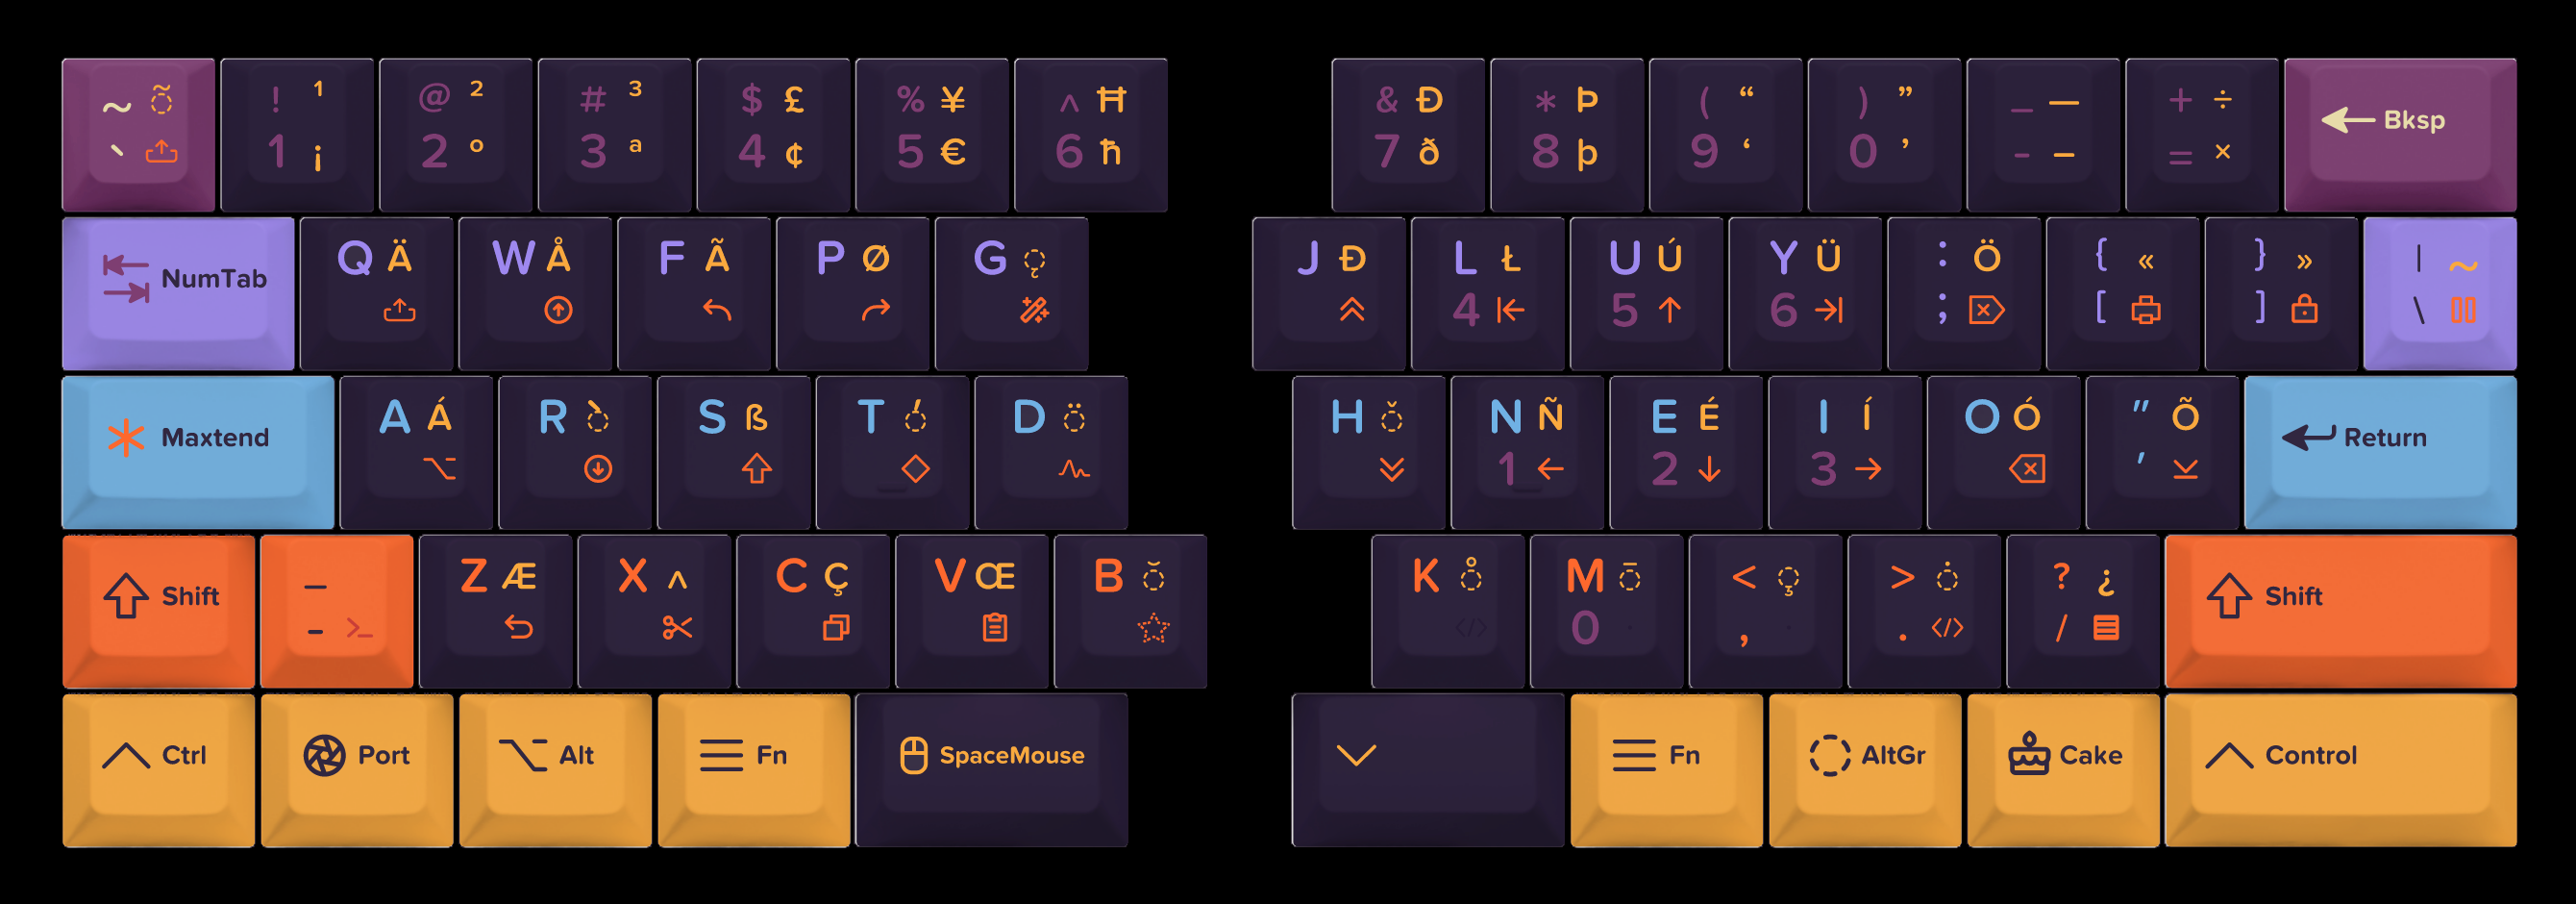 ~ õ ! 1 @ 2 # 3 $ £ % ¥ ^ Ħ & Đ * Þ ( “ ) ” _ — + ÷ Bksp
` 1 ¡ 2 º 3 ª 4 ¢ 5 € 6 ħ 7 ð 8 þ 9 ‘ 0 ’ - – = ×
NumTab Q Ä W Å F Ã P Ø G J Đ L Ł U Ú Y Ü : Ö { « } » | ~
4 5 6 ; [ ] \
Maxtend A Á R S ß T D H N Ñ E É I Í O Ó " Õ Return
1 2 3 '
Shift – Z Æ X ^ C Ç V Œ B K M < > ? ¿ Shift
- >_ </> 0 · , · . </> /
Ctrl Port Alt Fn SpaceMouse Fn AltGr Cake Control